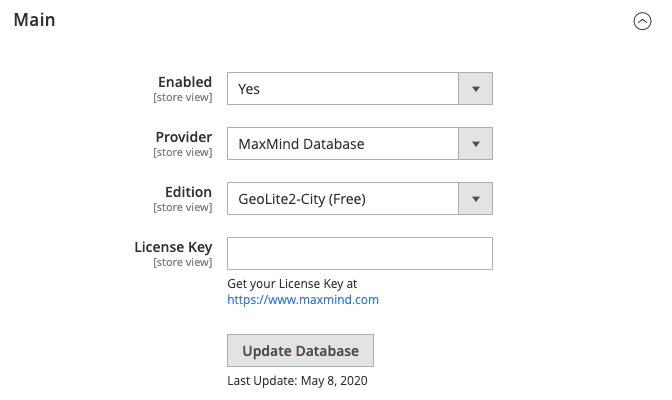 Main
Enabled
[store view]
Yes
Provider
[store view]
MaxMind Database
Edition
[store view]
GeoLite2-City (Free)
License Key
[store view]
Get your License Key at
https://www.maxmind.com
Update Database
Last Update: May 8, 2020